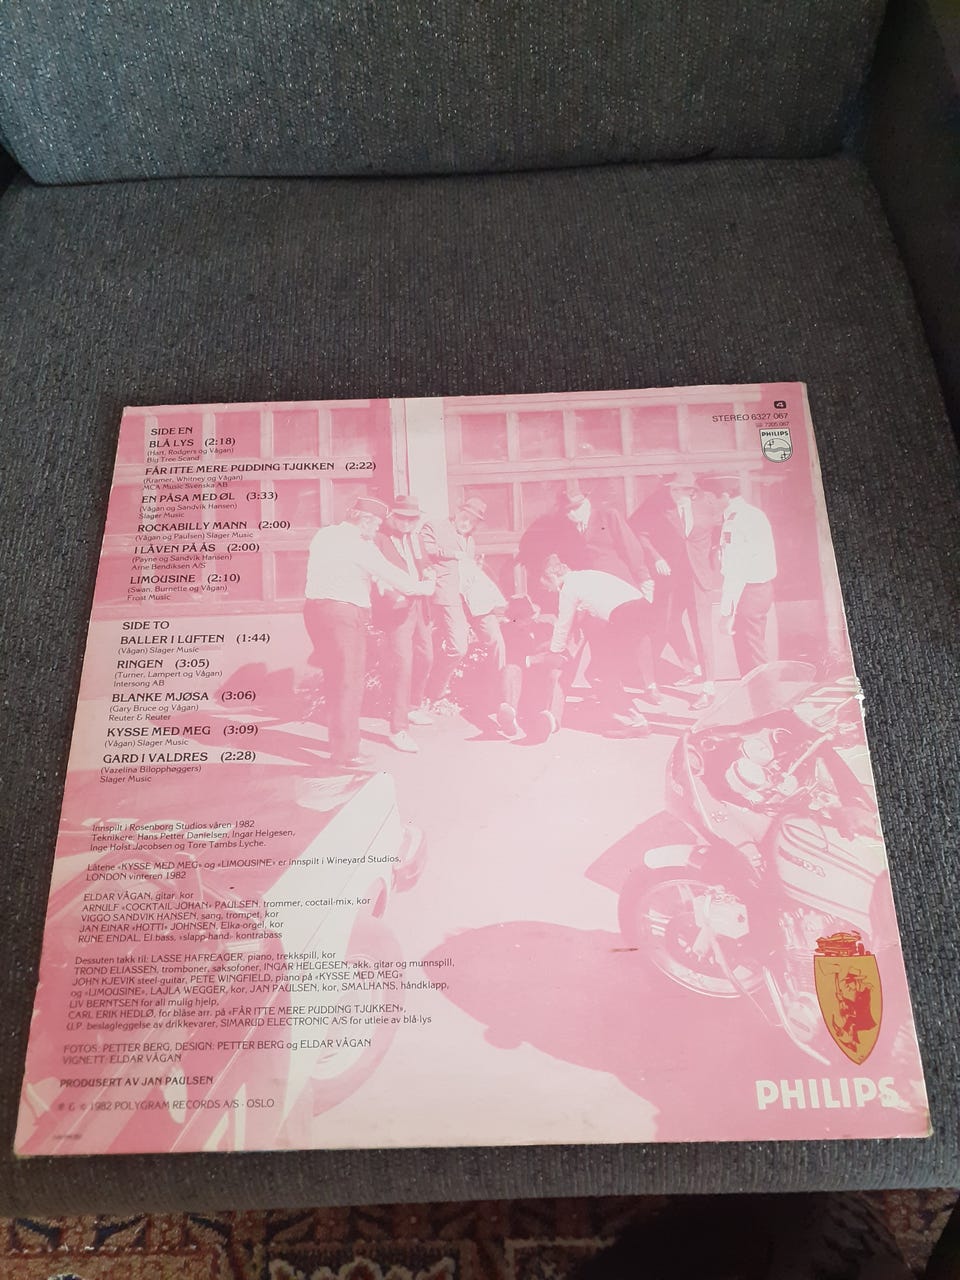 SIDE EN
BLÅ LYS (2:18)
(Hart, Rodgers og Vågan)
Big Tree Scand
FÅR ITTE MERE PUDDING TJUKKEN (2:22)
(Kramer, Whitney og Vågan)
MCA Music Svenska AB
EN PÅSA MED ØL (3:33)
(Vågan og Sandvik Hansen)
Slager Music
ROCKABILLY MANN (2:00)
(Vågan og Paulsen) Slager Music
I LÅVEN PÅ ÅS (2:00)
(Payne og Sandvik Hansen)
Arne Bendiksen A/S
LIMOUSINE (2:10)
(Swan, Burnette og Vågan)
Frost Music
SIDE TO
BALLER I LUFTEN (1:44)
(Vågan) Slager Music
RINGEN (3:05)
(Turner, Lampert og Vågan)
Intersong AB
BLANKE MJØSA (3:06)
(Gary Bruce og Vågan)
Reuter & Reuter
KYSSE MED MEG (3:09)
(Vågan) Slager Music
GARD I VALDRES (2:28)
(Vazelina Bilopphøggers)
Slager Music
Innspilt i Rosenborg Studios våren 1982
Teknikere: Hans Petter Danielsen, Ingar Helgesen,
Inge Holst Jacobsen og Tore Tambs Lyche.
Låtene «KYSSE MED MEG» og «LIMOUSINE» er innspilt i Wineyard Studios,
LONDON vinteren 1982
ELDAR VÅGAN, gitar, kor
ARNULF «COCKTAIL JOHAN» PAULSEN, trommer, coctail-mix, kor
VIGGO SANDVIK HANSEN, sang, trompet, kor
JAN EINAR «HOTTI» JOHNSEN, Elka-orgel, kor
RUNE ENDAL, El.bass, «slapp-hand» kontrabass
Dessuten takk til: LASSE HAFREAGER, piano, trekkspill, kor
TROND ELIASSEN, tromboner, saksofoner, INGAR HELGESEN, akk. gitar og munnspill,
JOHN KJEVIK steel-guitar, PETE WINGFIELD, piano på «KYSSE MED MEG»
og «LIMOUSINE», LAJLA WEGGER, kor, JAN PAULSEN, kor, SMALHANS, håndklapp,
LIV BERNTSEN for all mulig hjelp,
CARL ERIK HEDLØ, for blåse arr. på «FÅR ITTE MERE PUDDING TJUKKEN»,
U.P. beslagleggelse av drikkevarer, SIMARUD ELECTRONIC A/S for utleie av blå-lys
FOTOS: PETTER BERG, DESIGN: PETTER BERG og ELDAR VÅGAN
VIGNETT: ELDAR VÅGAN
PRODUSERT AV JAN PAULSEN
℗ & © 1982 POLYGRAM RECORDS A/S - OSLO
4
STEREO 6327 067
PHILIPS
PHILIPS